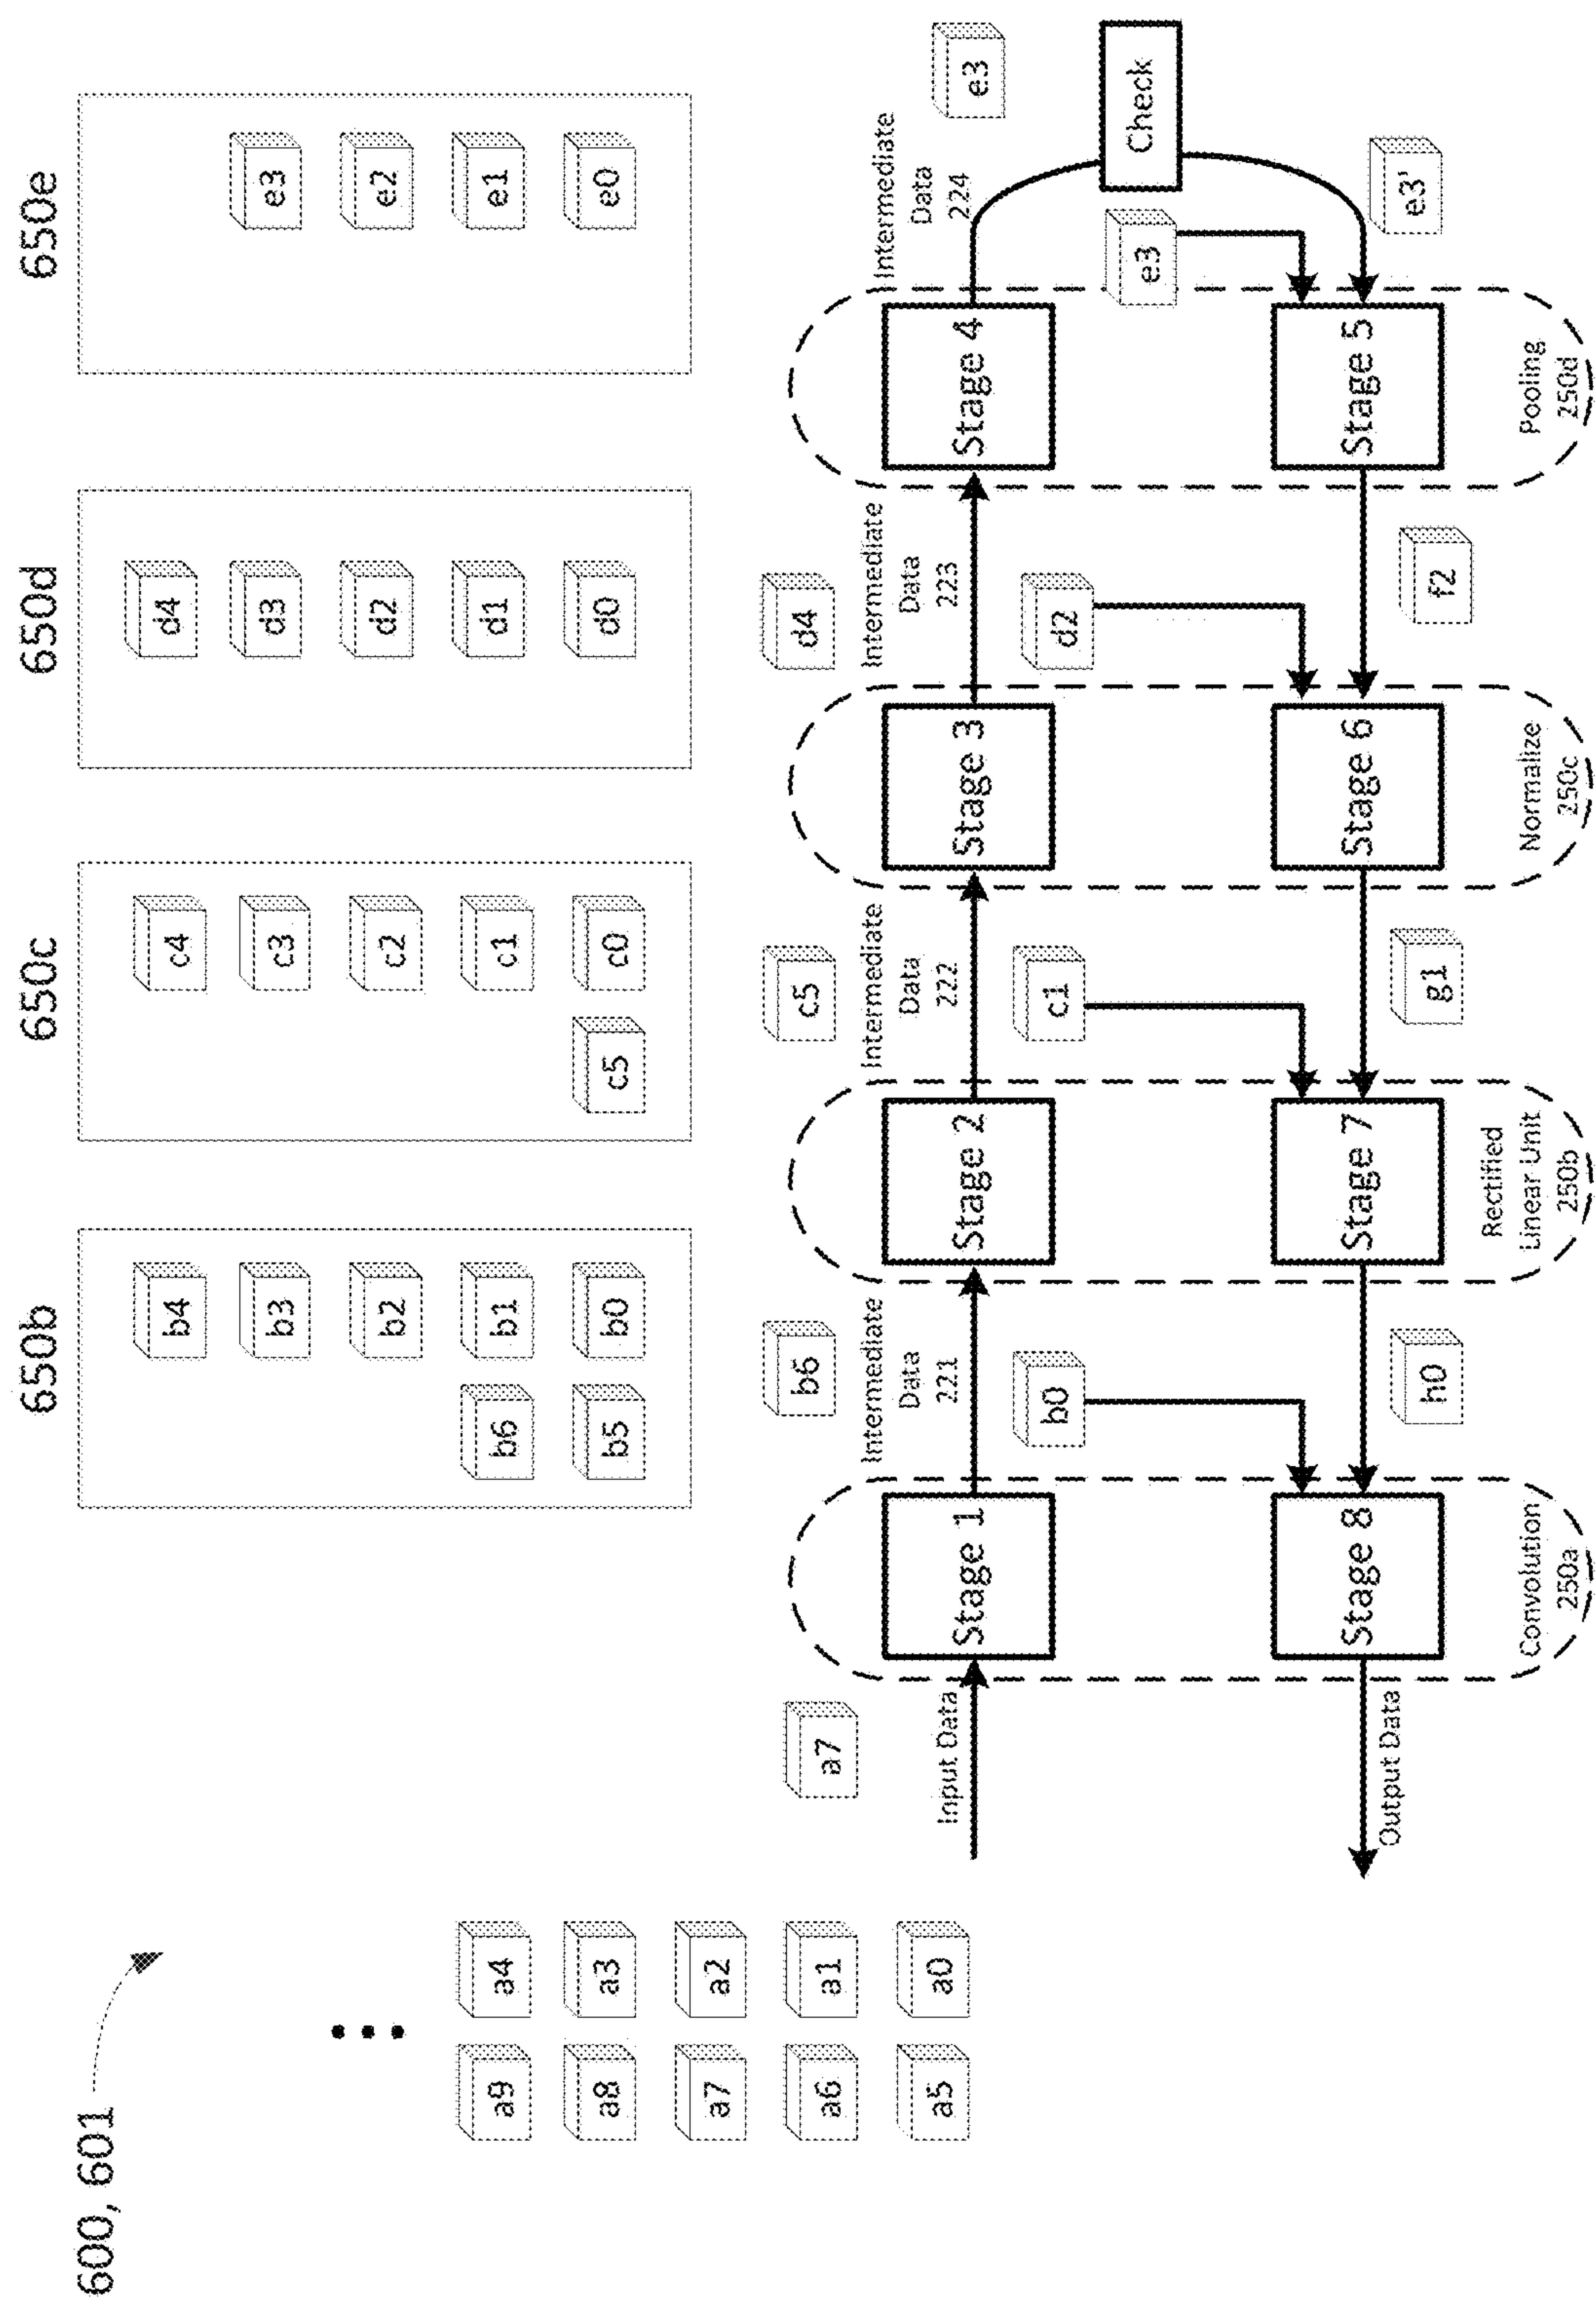 600, 601
a9
a8
a7
a6
a5
a4
a3
a2
a1
a0
650b
b4
b3
b2
b1
b0
b6
b5
650c
c4
c3
c2
c1
c0
c5
650d
d4
d3
d2
d1
d0
650e
e3
e2
e1
e0
a7
Input Data
Stage 1
b6
Intermediate
Data
221
Stage 2
c5
Intermediate
Data
222
Stage 3
d4
Intermediate
Data
223
Stage 4
Intermediate
Data
224
e3
Check
b0
c1
d2
e3
Output Data
Stage 8
h0
Stage 7
g1
Stage 6
f2
Stage 5
e3'
Convolution
250a
Rectified
Linear Unit
250b
Normalize
250c
Pooling
250d